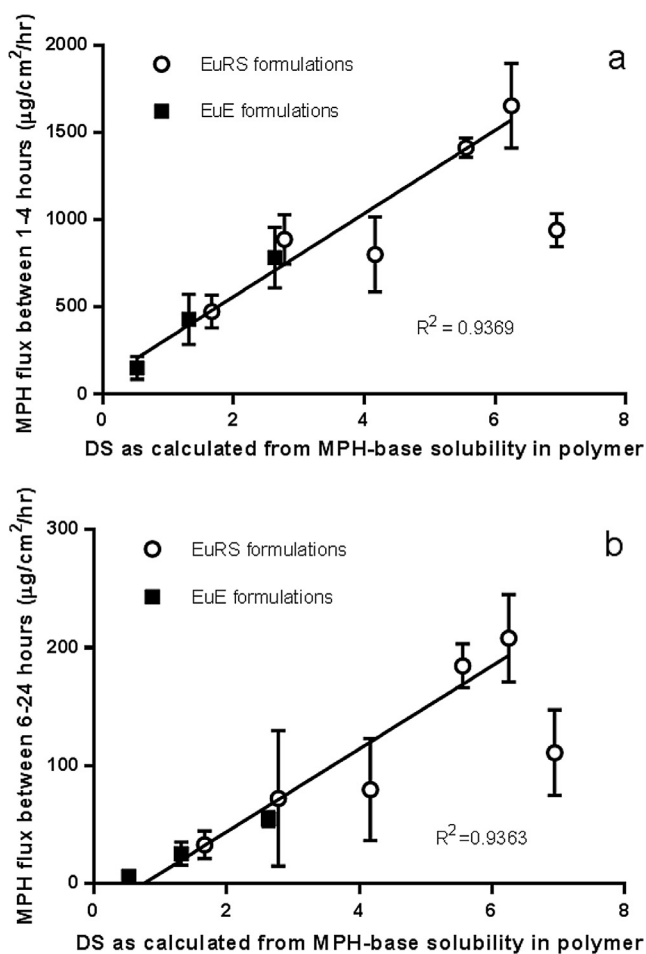 a
MPH flux between 1-4 hours (µg/cm²/hr)
2000
1500
1000
500
0
EuRS formulations
EuE formulations
R² = 0.9369
0 2 4 6 8
DS as calculated from MPH-base solubility in polymer
b
MPH flux between 6-24 hours (µg/cm²/hr)
300
200
100
0
EuRS formulations
EuE formulations
R²=0.9363
0 2 4 6 8
DS as calculated from MPH-base solubility in polymer